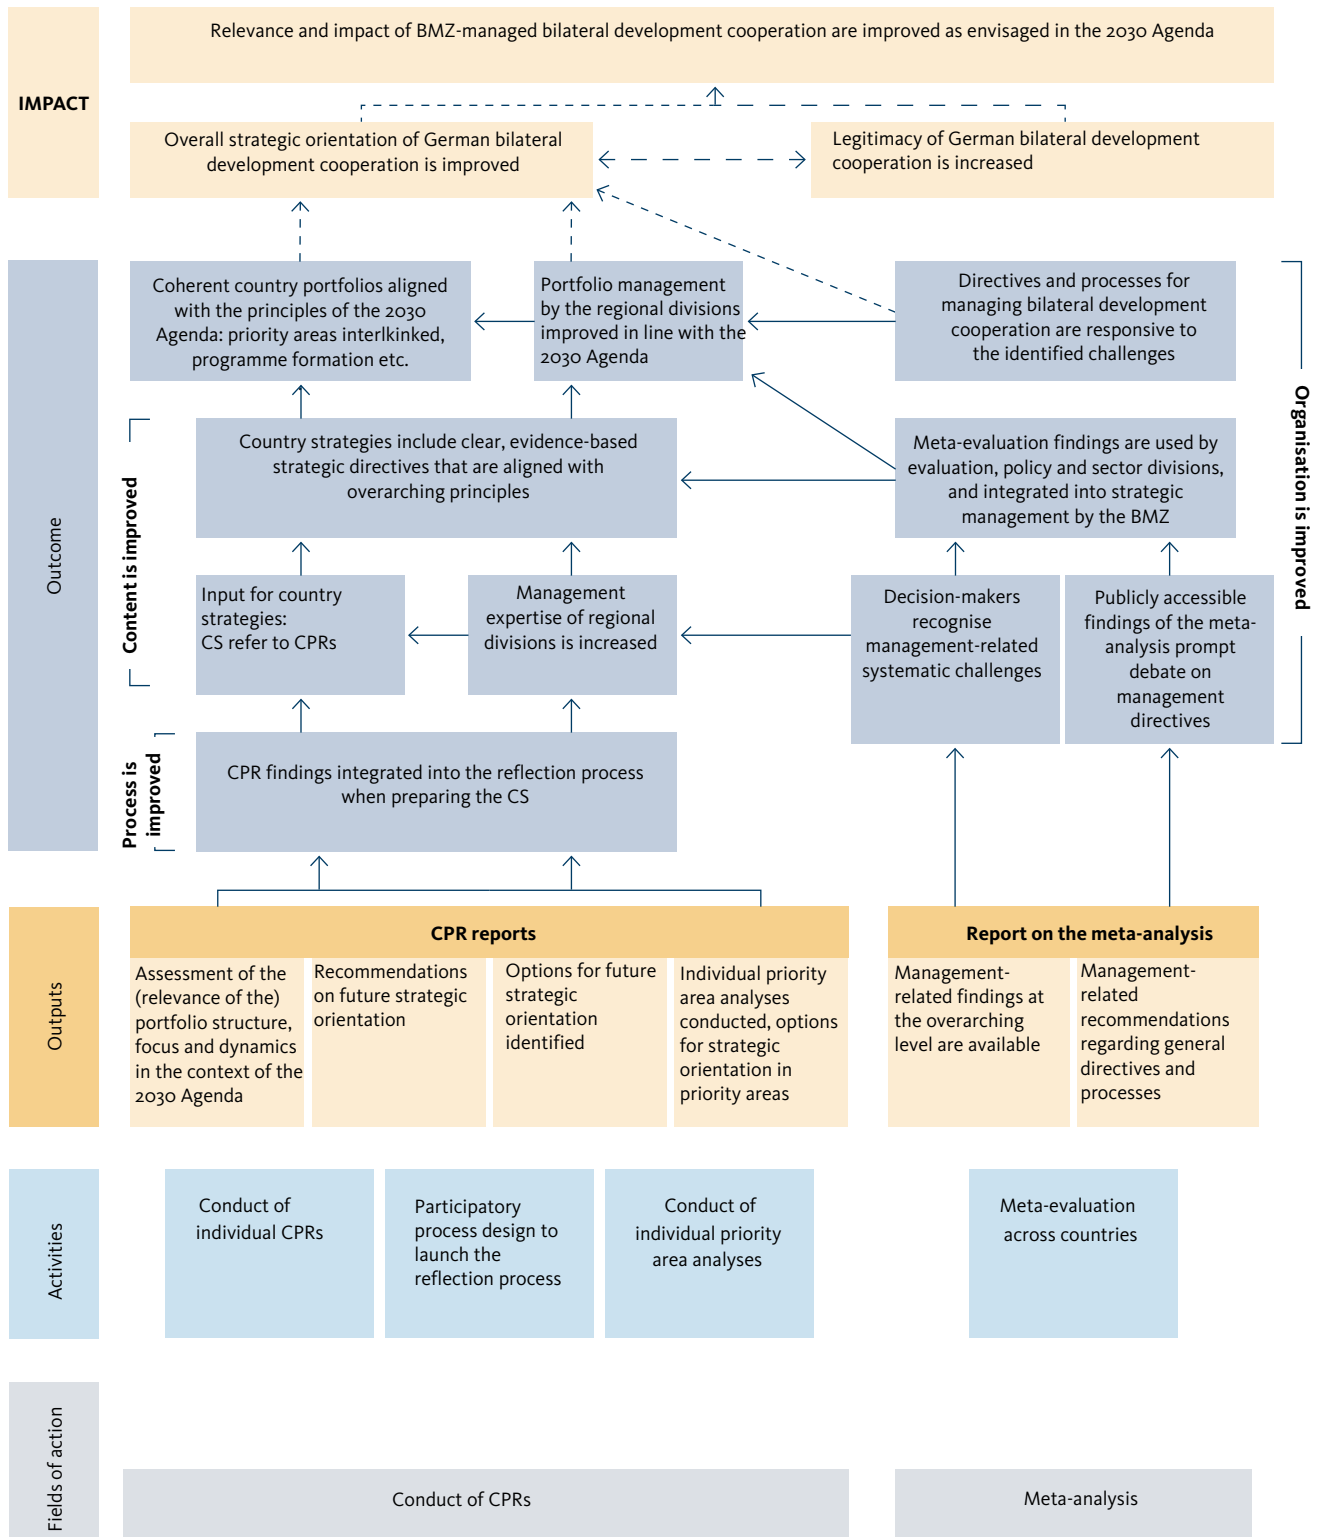 IMPACT
Relevance and impact of BMZ-managed bilateral development cooperation are improved as envisaged in the 2030 Agenda
Overall strategic orientation of German bilateral
development cooperation is improved
Legitimacy of German bilateral development
cooperation is increased
Outcome
Coherent country portfolios aligned
with the principles of the 2030
Agenda: priority areas interlkinked,
programme formation etc.
Portfolio management
by the regional divisions
improved in line with the
2030 Agenda
Directives and processes for
managing bilateral development
cooperation are responsive to
the identified challenges
Organisation is improved
Content is improved
Country strategies include clear, evidence-based
strategic directives that are aligned with
overarching principles
Meta-evaluation findings are used by
evaluation, policy and sector divisions,
and integrated into strategic
management by the BMZ
Input for country
strategies:
CS refer to CPRs
Management
expertise of regional
divisions is increased
Decision-makers
recognise
management-related
systematic challenges
Publicly accessible
findings of the meta-
analysis prompt
debate on
management
directives
Process is
improved
CPR findings integrated into the reflection process
when preparing the CS
Outputs
CPR reports
Assessment of the
(relevance of the)
portfolio structure,
focus and dynamics
in the context of the
2030 Agenda
Recommendations
on future strategic
orientation
Options for future
strategic
orientation
identified
Individual priority
area analyses
conducted, options
for strategic
orientation in
priority areas
Report on the meta-analysis
Management-
related findings at
the overarching
level are available
Management-
related
recommendations
regarding general
directives and
processes
Activities
Conduct of
individual CPRs
Participatory
process design to
launch the
reflection process
Conduct of
individual priority
area analyses
Meta-evaluation
across countries
Fields of action
Conduct of CPRs
Meta-analysis